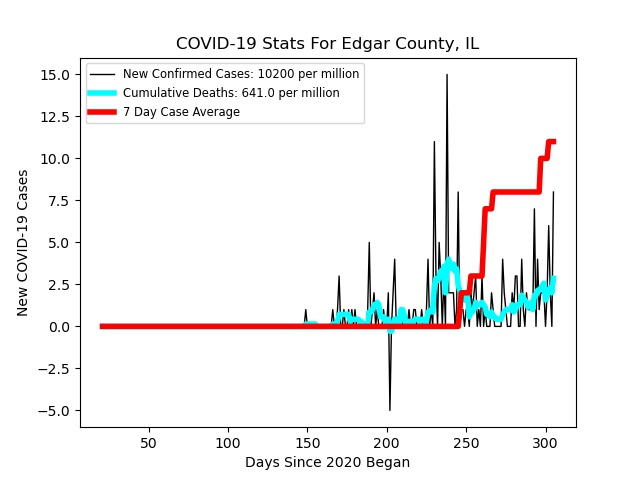 COVID-19 Stats For Edgar County, IL
New Confirmed Cases: 10200 per million
Cumulative Deaths: 641.0 per million
7 Day Case Average
New COVID-19 Cases
15.0
12.5
10.0
7.5
5.0
2.5
0.0
−2.5
−5.0
50 100 150 200 250 300
Days Since 2020 Began